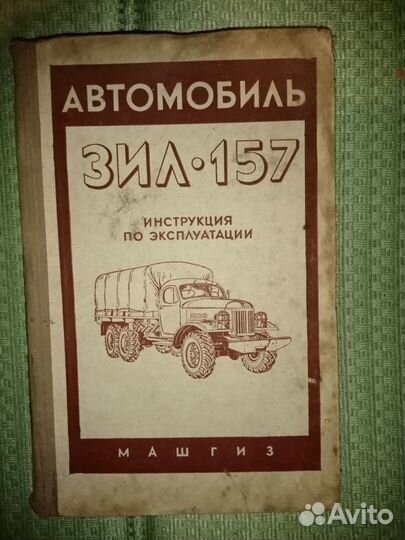 АВТОМОБИЛЬ
ЗИЛ·157
ИНСТРУКЦИЯ
ПО ЭКСПЛУАТАЦИИ
МАШГИЗ
Avito